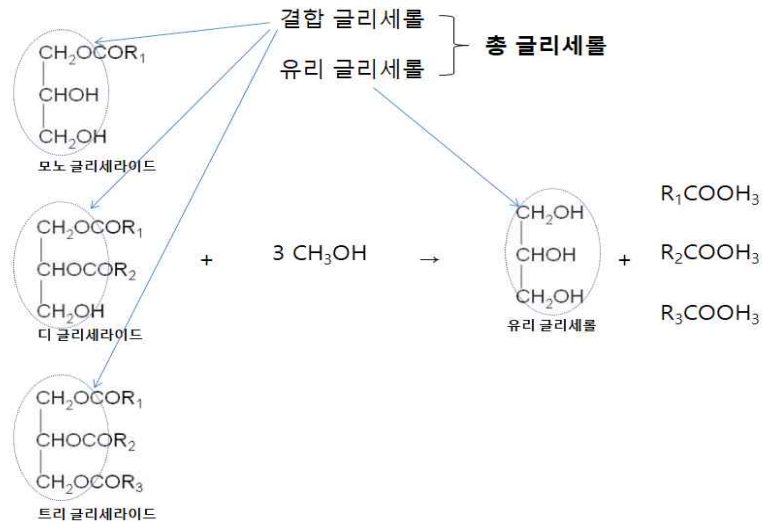 결합 글리세롤
유리 글리세롤
총 글리세롤
CH₂OCOR₁
CHOH
CH₂OH
모노 글리세라이드
CH₂OCOR₁
CHOCOR₂
CH₂OH
디 글리세라이드
+
3 CH₃OH
→
CH₂OH
CHOH
CH₂OH
유리 글리세롤
+
R₁COOH₃
R₂COOH₃
R₃COOH₃
CH₂OCOR₁
CHOCOR₂
CH₂OCOR₃
트리 글리세라이드